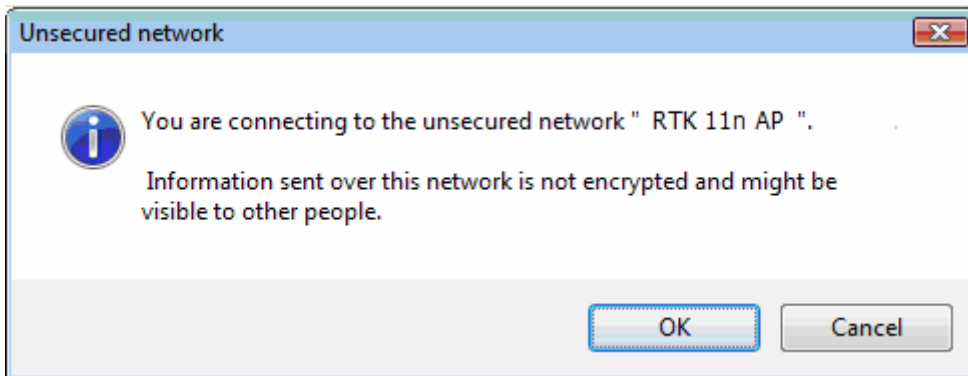 Unsecured network
You are connecting to the unsecured network " RTK 11n AP ".
Information sent over this network is not encrypted and might be
visible to other people.
OK
Cancel